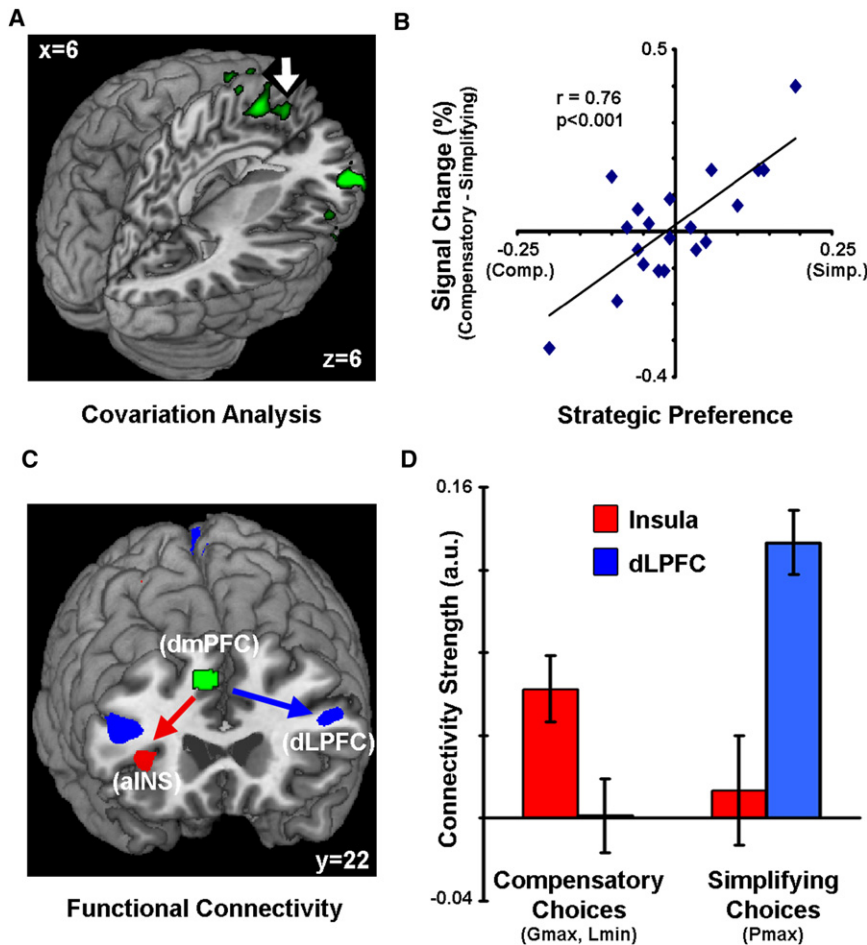 A
x=6
z=6
Covariation Analysis
B
0.5
r = 0.76
p<0.001
Signal Change (%)
(Compensatory - Simplifying)
-0.25
(Comp.)
0.25
(Simp.)
-0.4
Strategic Preference
C
(dmPFC)
(dLPFC)
(aINS)
y=22
Functional Connectivity
D
0.16
Insula
dLPFC
Connectivity Strength (a.u.)
-0.04
Compensatory
Choices
(Gmax, Lmin)
Simplifying
Choices
(Pmax)